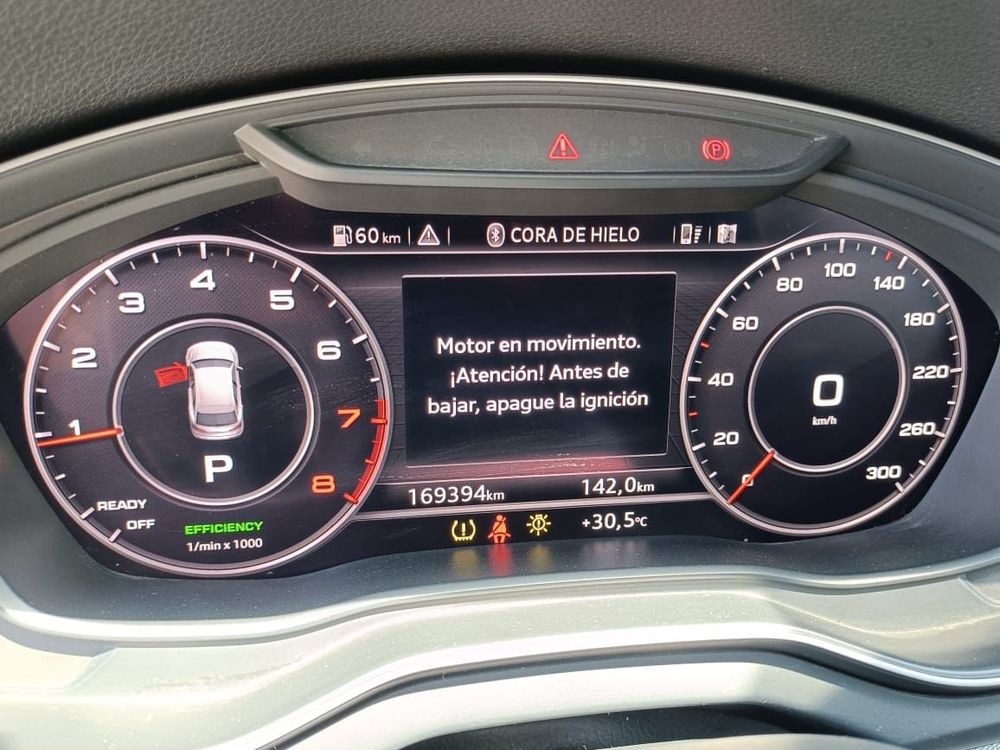 60 km
CORA DE HIELO
1
2
3
4
5
6
7
8
P
READY
OFF
EFFICIENCY
1/min x 1000
Motor en movimiento.
¡Atención! Antes de
bajar, apague la ignición
169394km
142,0km
+30,5°C
0
20
40
60
80
100
140
180
220
260
300
0
km/h
P